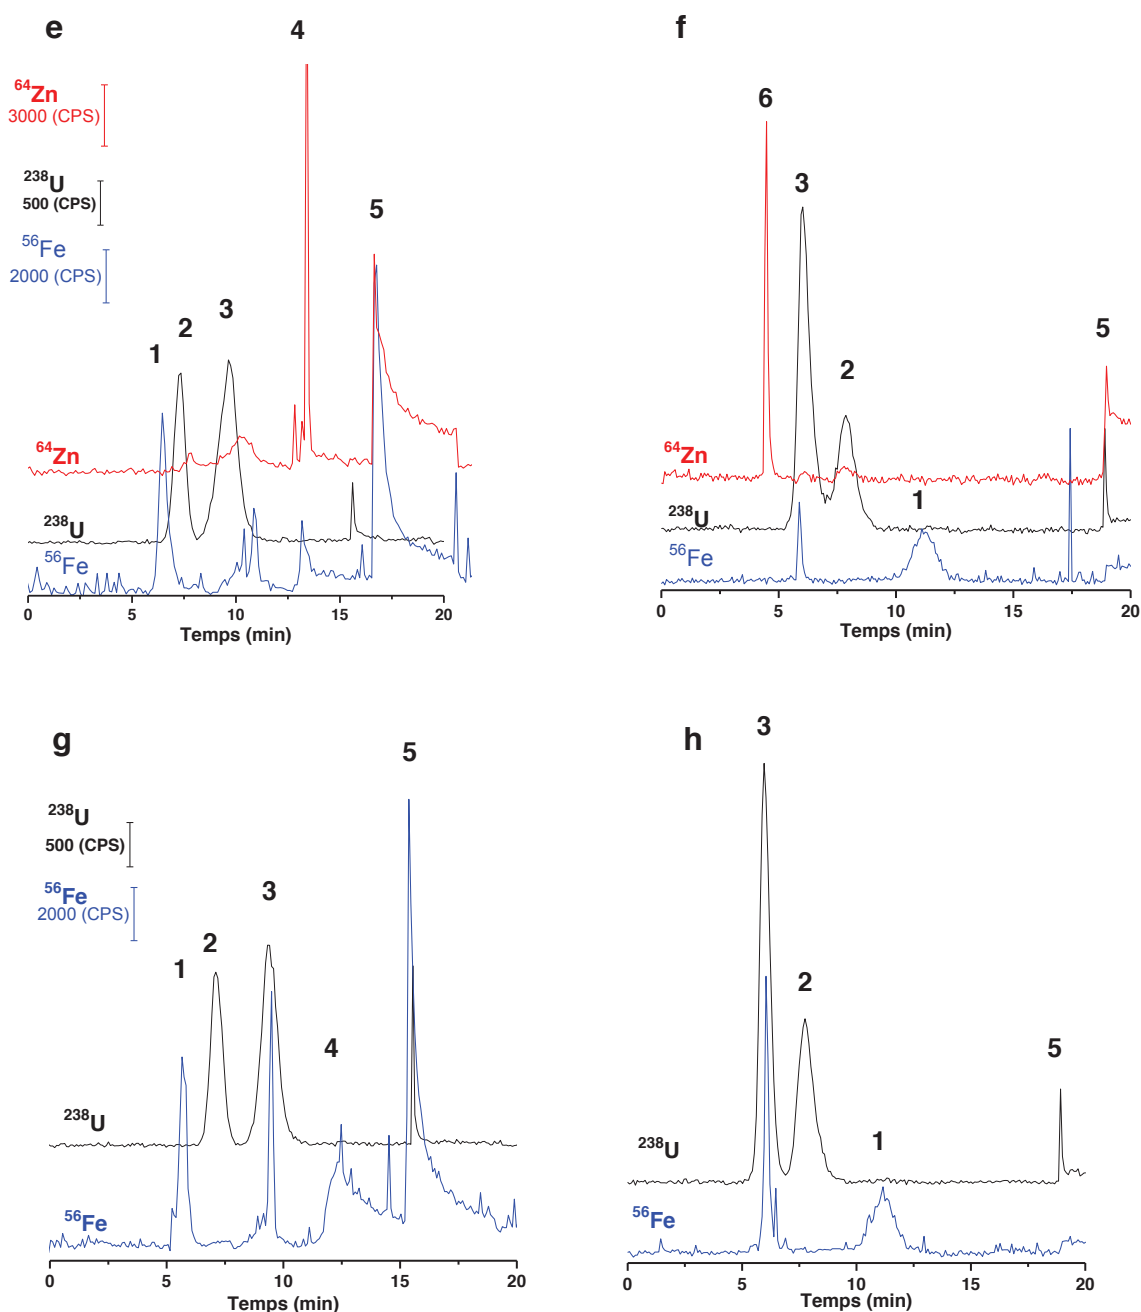 e
4
⁶⁴Zn
3000 (CPS)
²³⁸U
500 (CPS)
⁵⁶Fe
2000 (CPS)
5
3
2
1
⁶⁴Zn
²³⁸U
⁵⁶Fe
0 5 10 15 20
Temps (min)
f
6
3
5
2
⁶⁴Zn
²³⁸U
1
⁵⁶Fe
0 5 10 15 20
Temps (min)
g
5
²³⁸U
500 (CPS)
⁵⁶Fe
2000 (CPS)
3
2
1
4
²³⁸U
⁵⁶Fe
0 5 10 15 20
Temps (min)
h
3
2
5
1
²³⁸U
⁵⁶Fe
0 5 10 15 20
Temps (min)